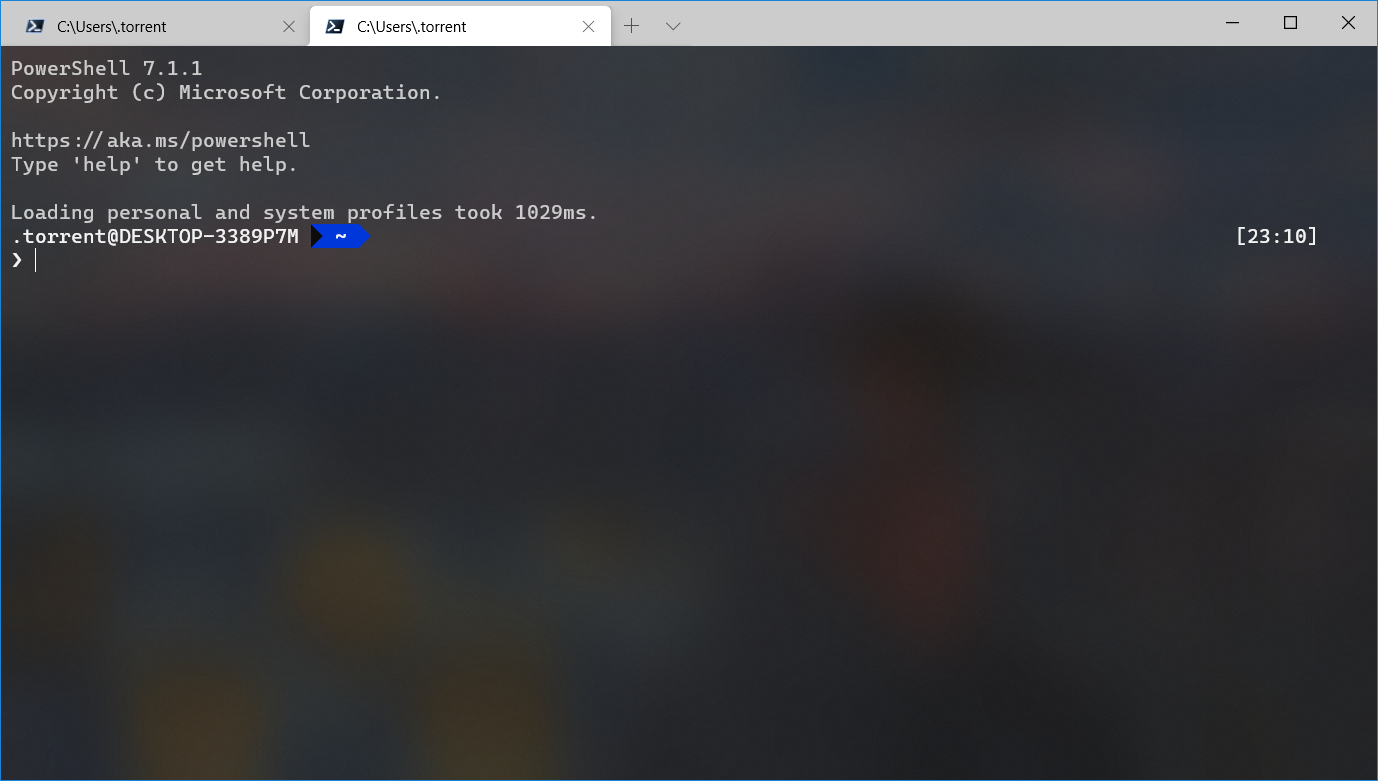 C:\Users\.torrent
C:\Users\.torrent
PowerShell 7.1.1
Copyright (c) Microsoft Corporation.
https://aka.ms/powershell
Type 'help' to get help.
Loading personal and system profiles took 1029ms.
.torrent@DESKTOP-3389P7M ~ [23:10]
❯